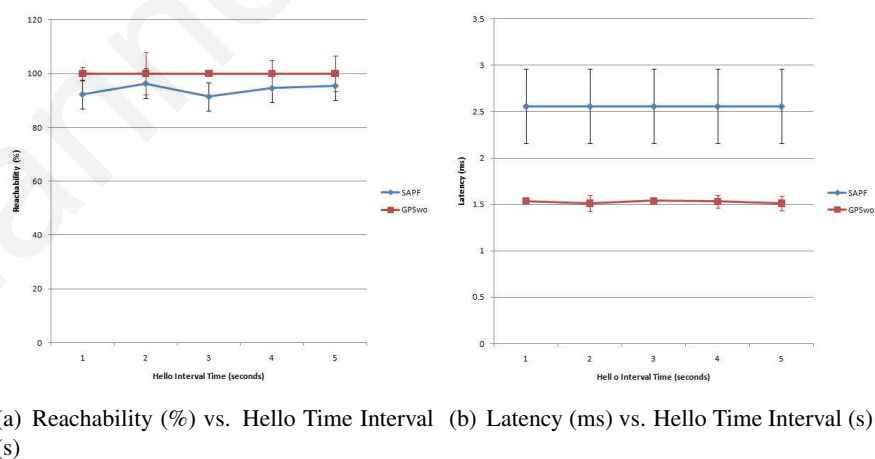 120
100
80
60
40
20
0
Reachability (%)
1 2 3 4 5
Hello Interval Time (seconds)
SAPF
GPSwo
3.5
3
2.5
2
1.5
1
0.5
0
Latency (ms)
1 2 3 4 5
Hell o Interval Time (seconds)
SAPF
GPSwo
(a) Reachability (%) vs. Hello Time Interval
(s)
(b) Latency (ms) vs. Hello Time Interval (s)